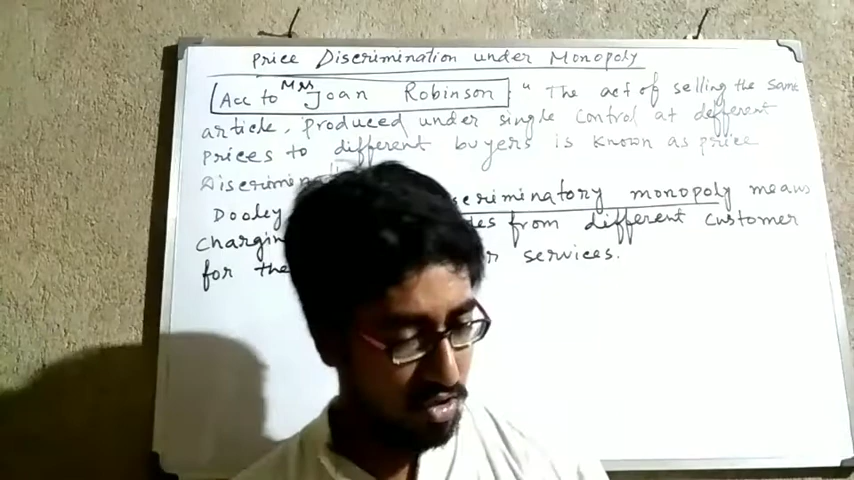 Price Discrimination under Monopoly
Acc to Mrs Joan Robinson " The act of selling the same
article, produced under single control at different
prices to different buyers is known as price
Discrimin
Dooley scriminatory monopoly means
chargin es from different customer
for the r services.